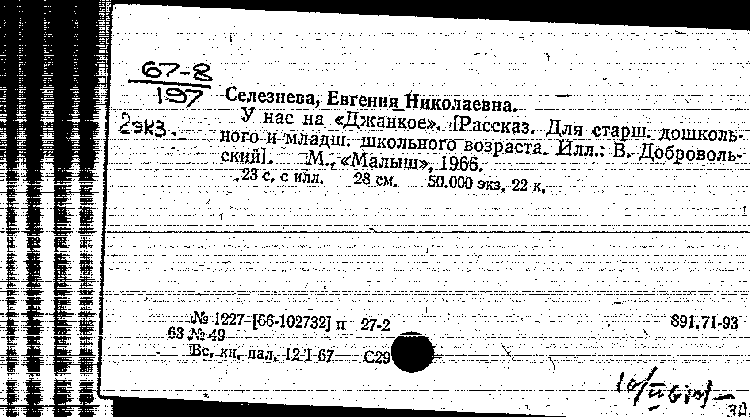 67-8
197
2 экз.
Селезнева, Евгения Николаевна.
У нас на «Джанкое». [Рассказ. Для старш. дошколь-
ного и младш. школьного возраста. Илл.: В. Доброволь-
ский]. М., «Малыш», 1966.
23 с. с илл. 28 см. 50.000 экз. 22 к.
№ 1227 [66-102732] п 27-2 891.71-93
63 № 49
Вс. кн. пал. 12 I 67 С29